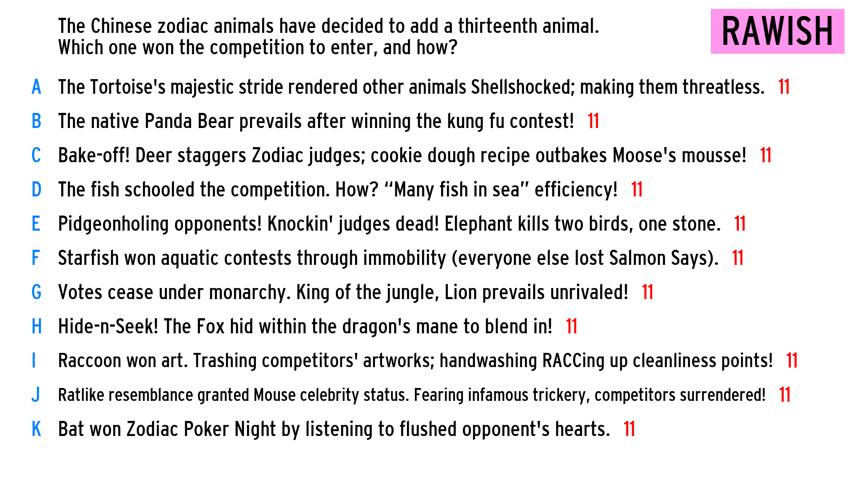 The Chinese zodiac animals have decided to add a thirteenth animal.
Which one won the competition to enter, and how?
RAWISH
A The Tortoise's majestic stride rendered other animals Shellshocked; making them threatless. 11
B The native Panda Bear prevails after winning the kung fu contest! 11
C Bake-off! Deer staggers Zodiac judges; cookie dough recipe outbakes Moose's mousse! 11
D The fish schooled the competition. How? “Many fish in sea” efficiency! 11
E Pidgeonholing opponents! Knockin' judges dead! Elephant kills two birds, one stone. 11
F Starfish won aquatic contests through immobility (everyone else lost Salmon Says). 11
G Votes cease under monarchy. King of the jungle, Lion prevails unrivaled! 11
H Hide-n-Seek! The Fox hid within the dragon's mane to blend in! 11
I Raccoon won art. Trashing competitors' artworks; handwashing RACCing up cleanliness points! 11
J Ratlike resemblance granted Mouse celebrity status. Fearing infamous trickery, competitors surrendered! 11
K Bat won Zodiac Poker Night by listening to flushed opponent's hearts. 11